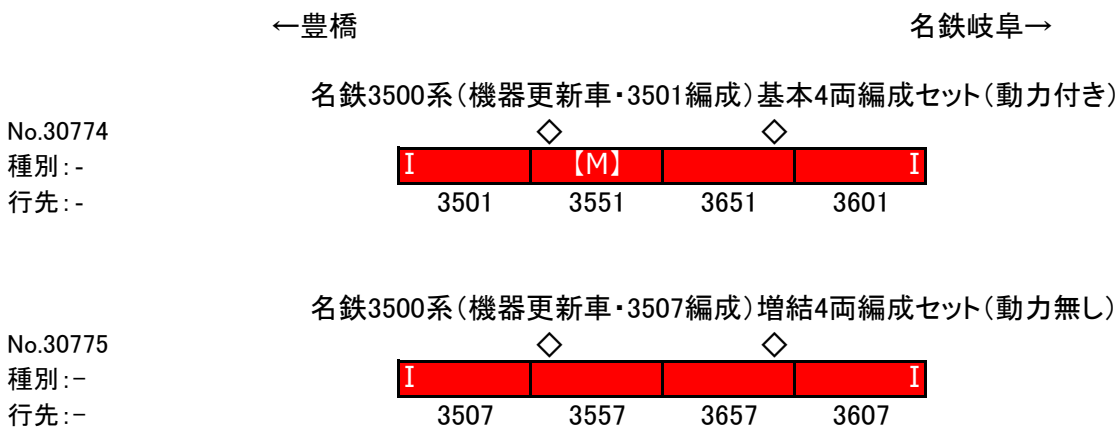 ←豊橋 名鉄岐阜→
名鉄3500系(機器更新車・3501編成)基本4両編成セット(動力付き)
No.30774 ◇ ◇
種別:- I 【M】 I
行先:- 3501 3551 3651 3601
名鉄3500系(機器更新車・3507編成)増結4両編成セット(動力無し)
No.30775 ◇ ◇
種別:- I I
行先:- 3507 3557 3657 3607